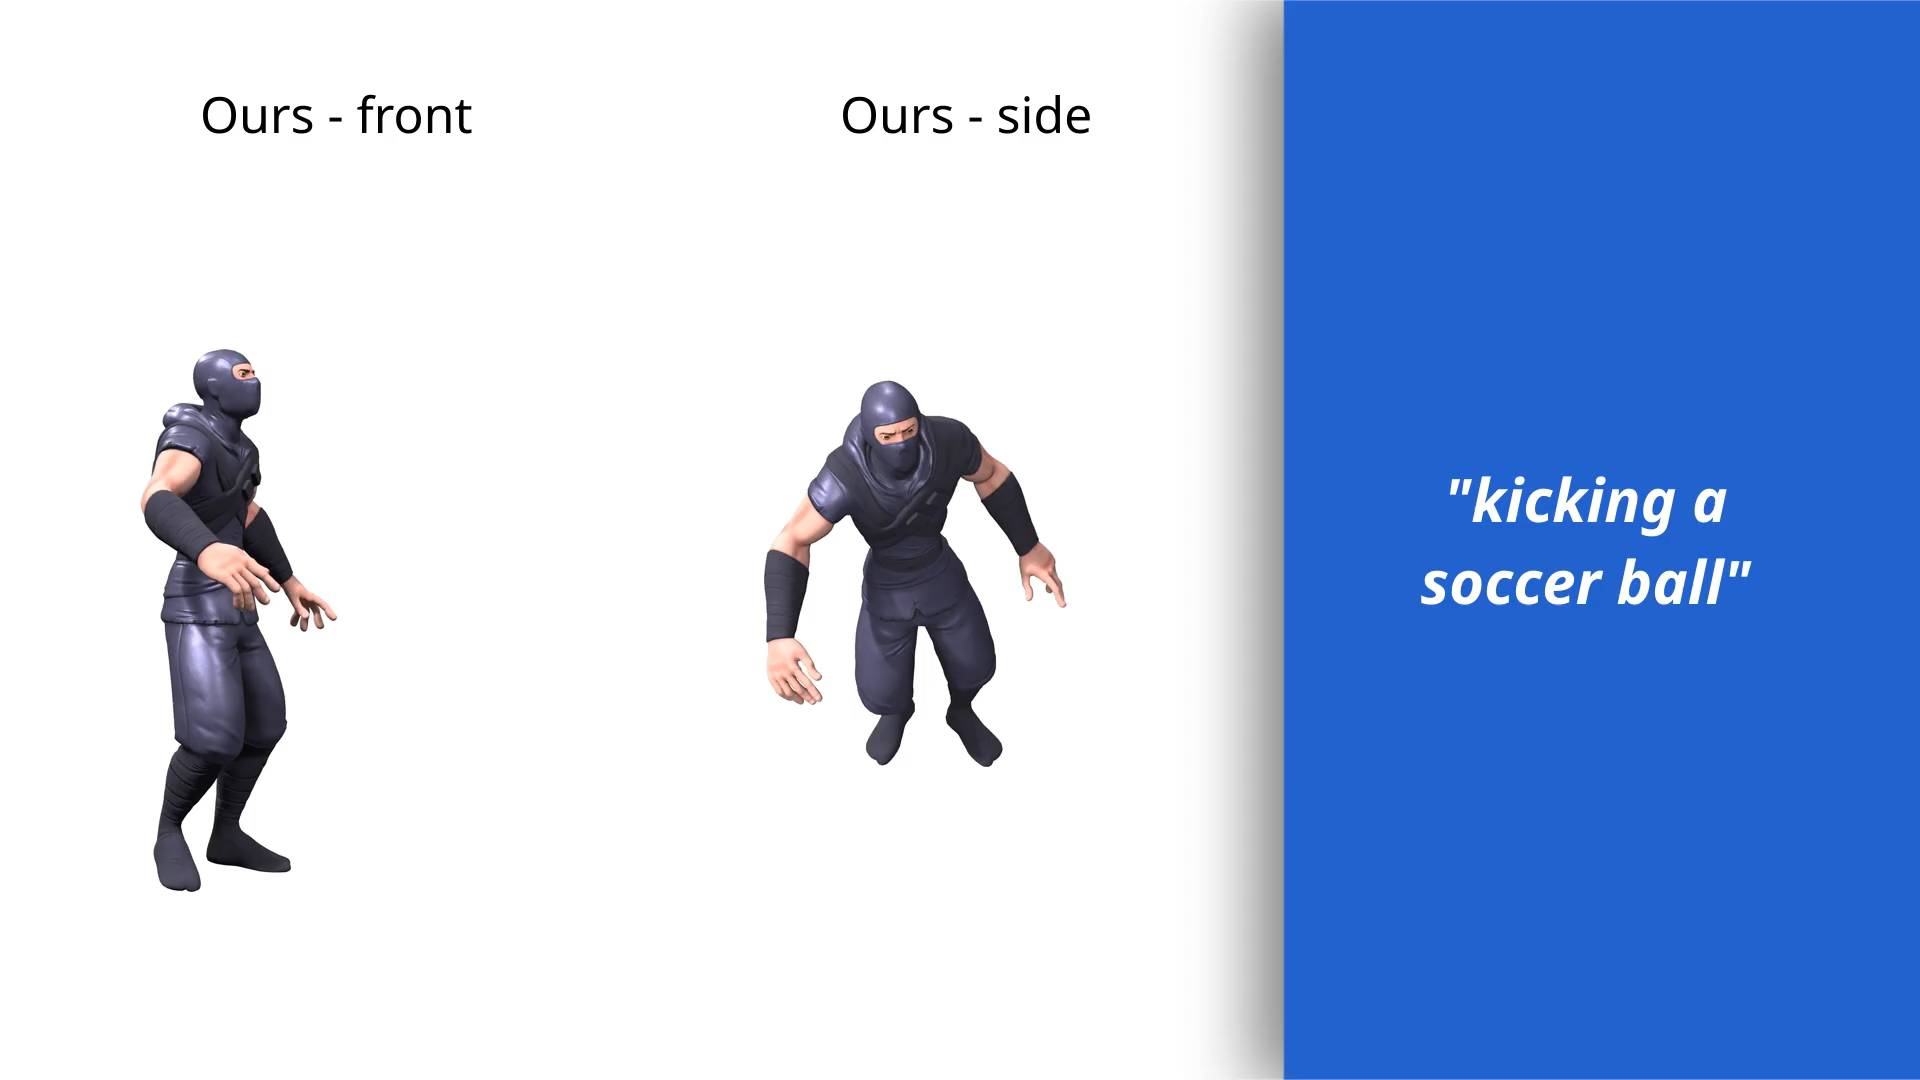 Ours - front
Ours - side
"kicking a
soccer ball"